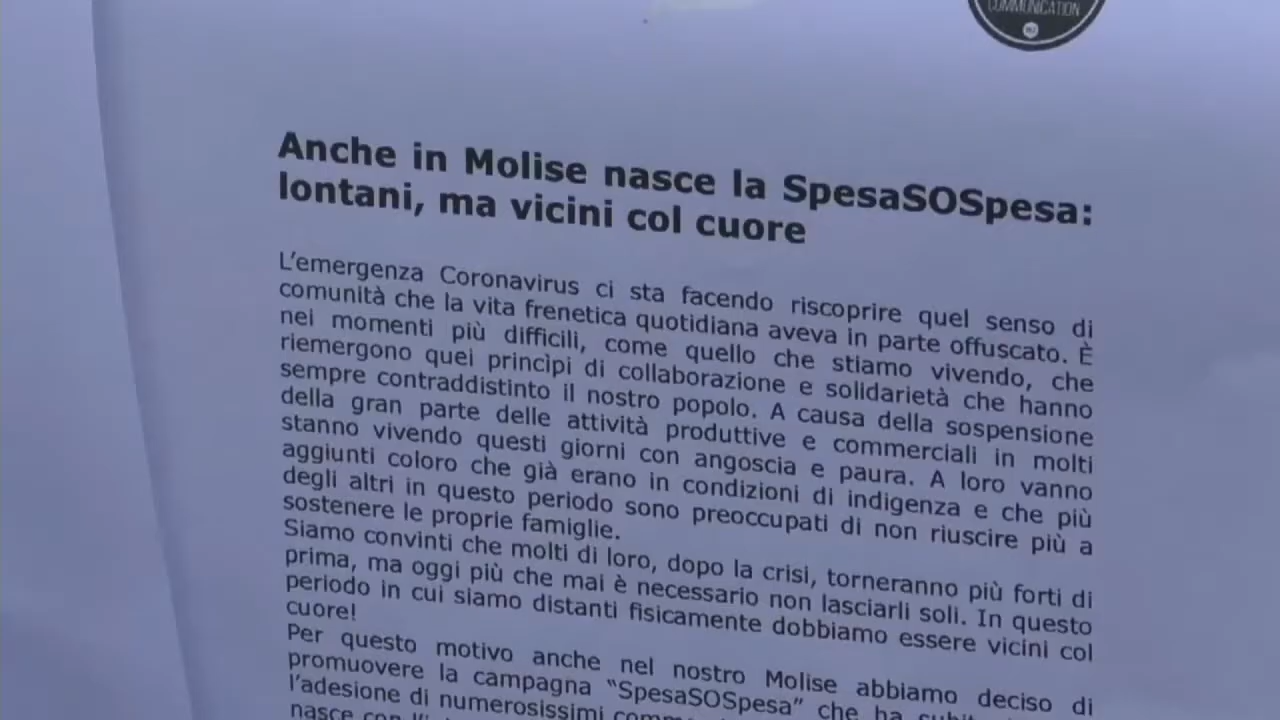 COMMUNICATION
Anche in Molise nasce la SpesaSOSpesa:
lontani, ma vicini col cuore
L'emergenza Coronavirus ci sta facendo riscoprire quel senso di
comunità che la vita frenetica quotidiana aveva in parte offuscato. È
nei momenti più difficili, come quello che stiamo vivendo, che
riemergono quei princìpi di collaborazione e solidarietà che hanno
sempre contraddistinto il nostro popolo. A causa della sospensione
della gran parte delle attività produttive e commerciali in molti
stanno vivendo questi giorni con angoscia e paura. A loro vanno
aggiunti coloro che già erano in condizioni di indigenza e che più
degli altri in questo periodo sono preoccupati di non riuscire più a
sostenere le proprie famiglie.
Siamo convinti che molti di loro, dopo la crisi, torneranno più forti di
prima, ma oggi più che mai è necessario non lasciarli soli. In questo
periodo in cui siamo distanti fisicamente dobbiamo essere vicini col
cuore!
Per questo motivo anche nel nostro Molise abbiamo deciso di
promuovere la campagna "SpesaSOSpesa" che ha
l'adesione di numerosissimi
nasce con